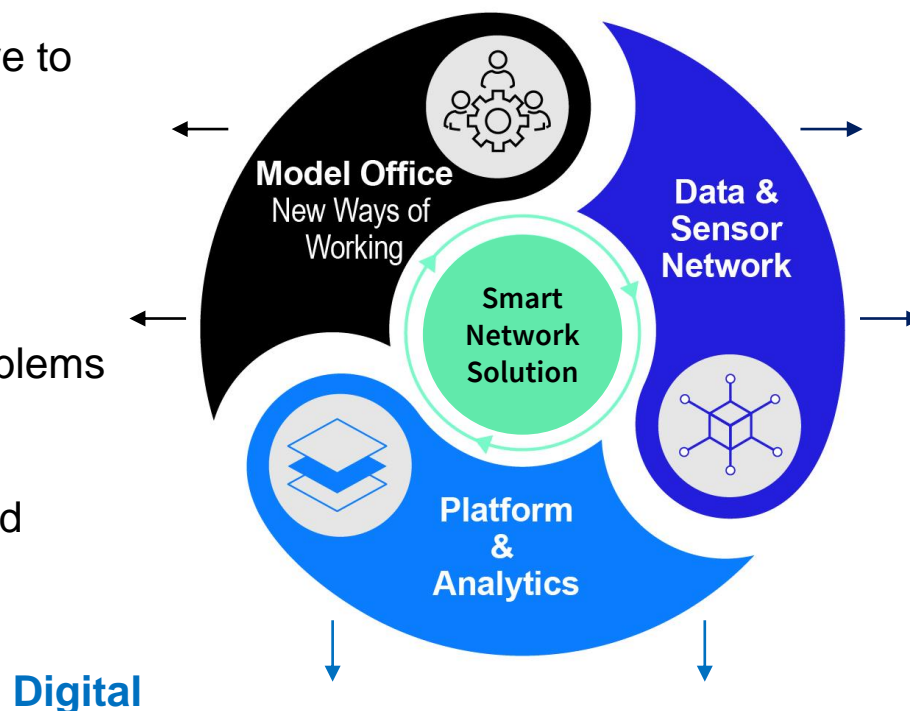 e to
Model Office
New Ways of
Working
Data &
Sensor
Network
Smart
Network
Solution
blems
d
Platform
&
Analytics
Digital